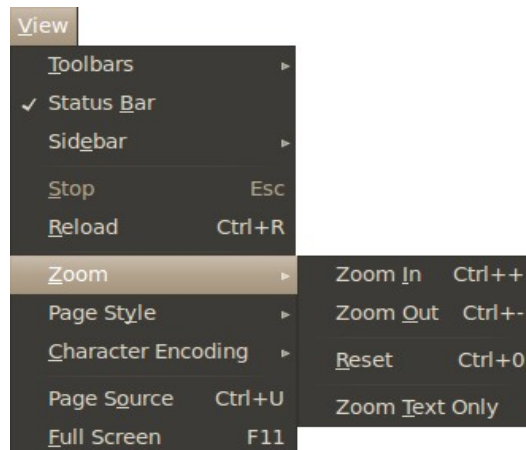 View
Toolbars
Status Bar
Sidebar
Stop Esc
Reload Ctrl+R
Zoom
Page Style
Character Encoding
Page Source Ctrl+U
Full Screen F11
Zoom In Ctrl++
Zoom Out Ctrl+-
Reset Ctrl+0
Zoom Text Only